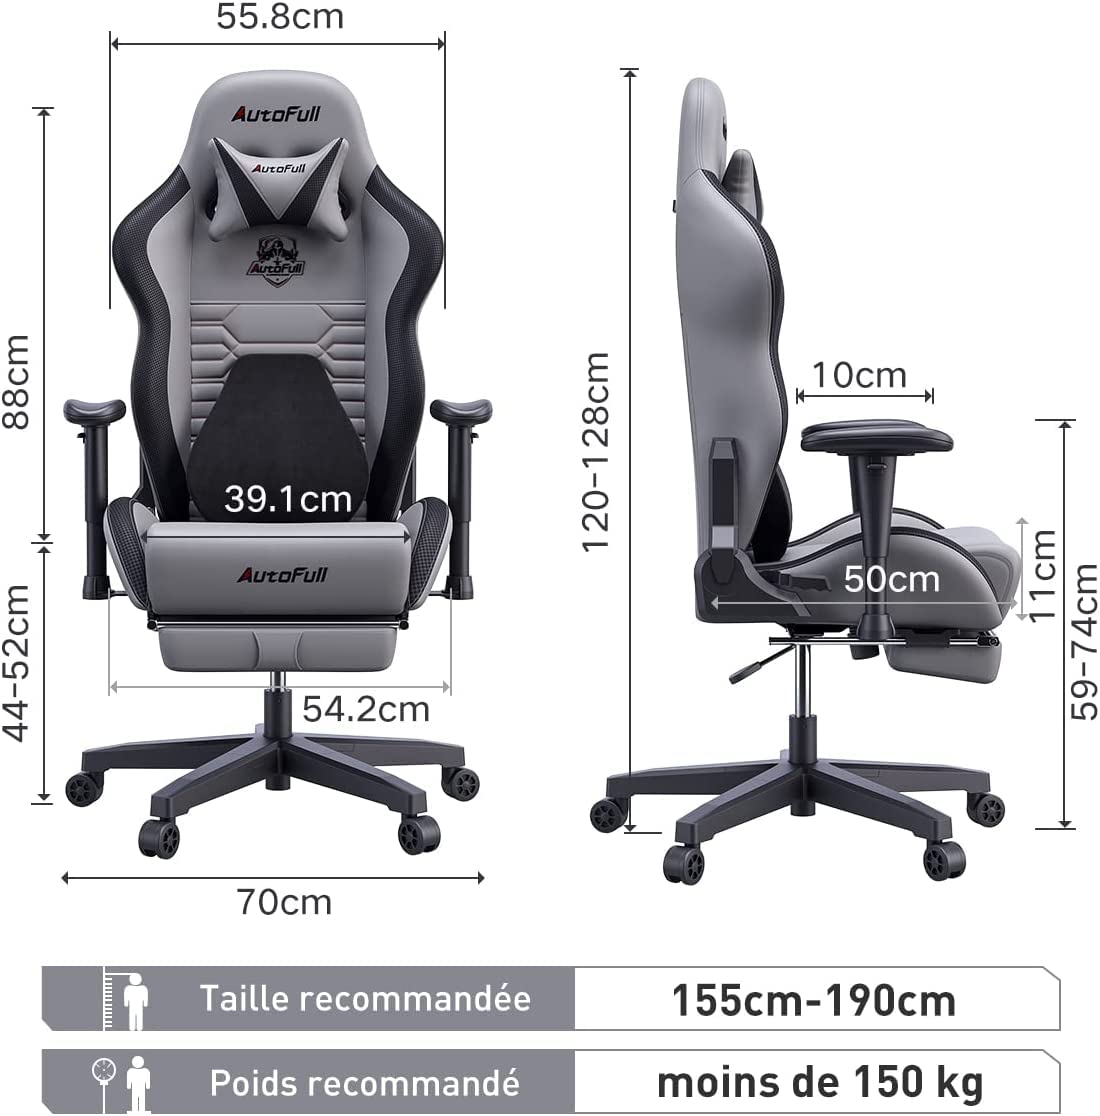 55.8cm
AutoFull
AutoFull
AutoFull
88cm
120-128cm
10cm
39.1cm
AutoFull
50cm
11cm
44-52cm
54.2cm
59-74cm
70cm
Taille recommandée 155cm-190cm
Poids recommandé moins de 150 kg